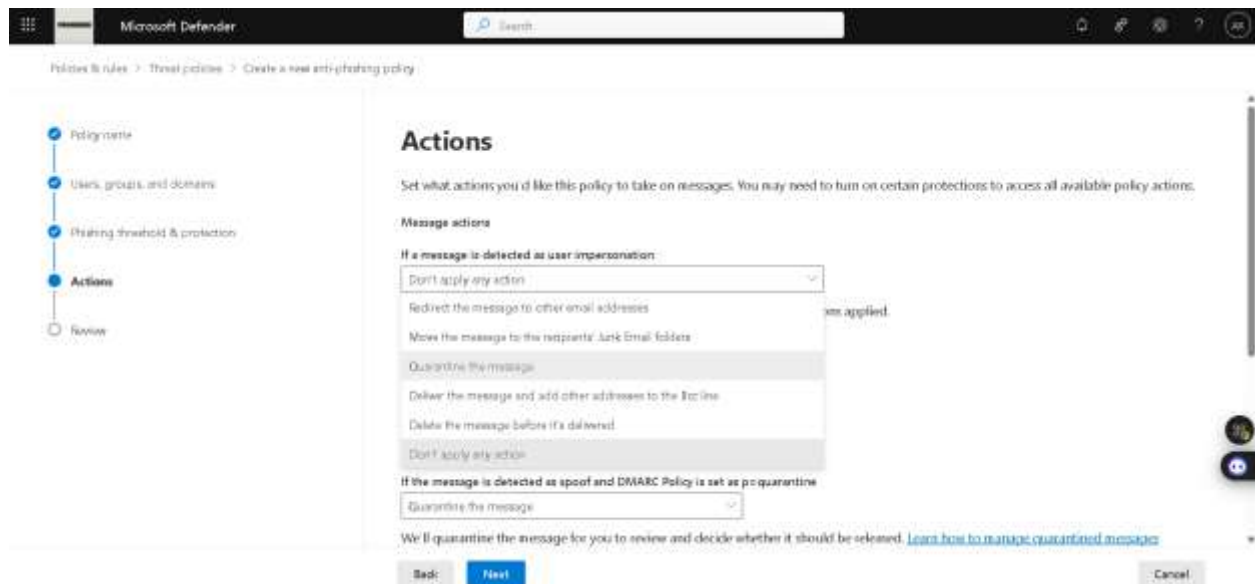 Microsoft Defender
Search
?
Policies & rules > Threat policies > Create a new anti-phishing policy
Policy name
Users, groups, and domains
Phishing threshold & protection
Actions
Review
Actions
Set what actions you'd like this policy to take on messages. You may need to turn on certain protections to access all available policy actions.
Message actions
If a message is detected as user impersonation
Don't apply any action
Redirect the message to other email addresses
applied.
Move the message to the recipients' Junk Email folders
Quarantine the message
Deliver the message and add other addresses to the Bcc line
Delete the message before it's delivered
Don't apply any action
If the message is detected as spoof and DMARC Policy is set as p=quarantine
Quarantine the message
We'll quarantine the message for you to review and decide whether it should be released. Learn how to manage quarantined messages
Back
Next
Cancel